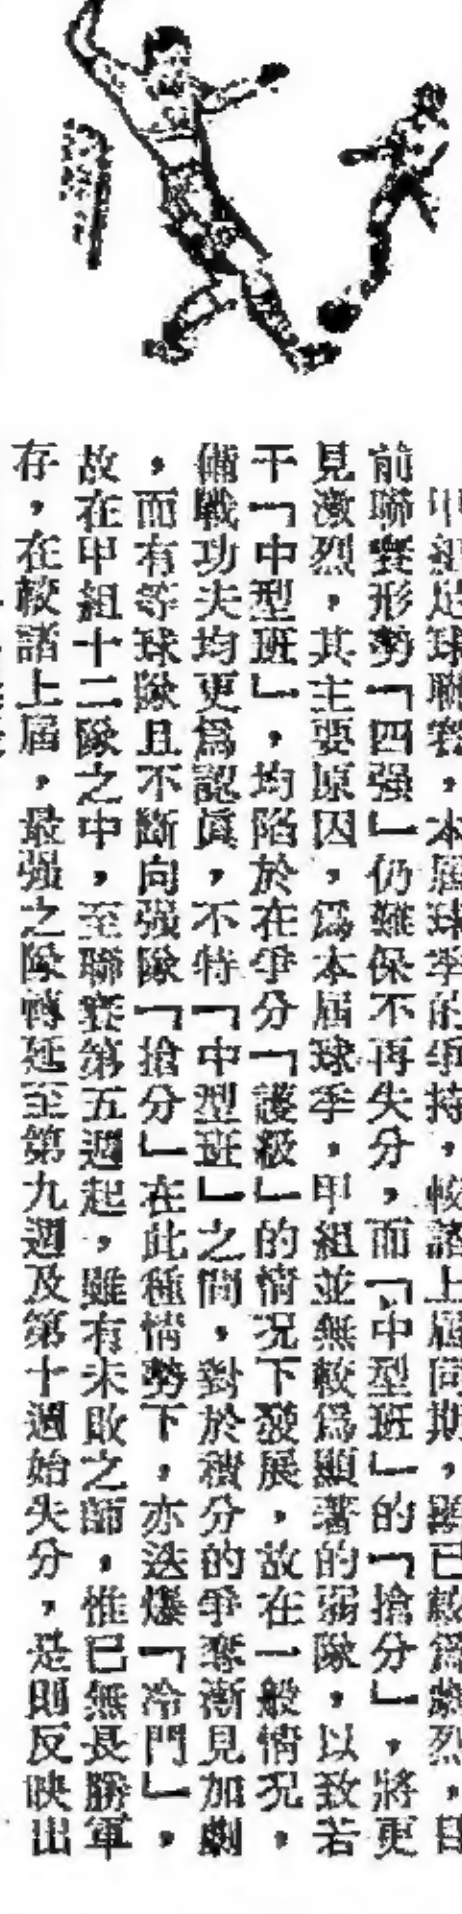 甲組足球聯賽，本屆球季的爭持，較諸上屆同期，顯已較爲激烈，目
前聯賽形勢「四强」仍難保不再失分，而「中型班」的「搶分」，將更
見激烈，其主要原因，爲本屆球季，甲組並無較爲顯著的弱隊，以致若
干「中型班」，均陷於在爭分「護級」的情况下發展，故在一般情况，
備戰功夫均更爲認眞，不特「中型班」之間，對於積分的爭奪漸見加劇
，而有等球隊且不斷向强隊「搶分」在此種情勢下，亦迭爆「冷門」，
故在甲組十二隊之中，至聯賽第五週起，雖有未敗之師，惟已無長勝軍
存，在較諸上屆，最强之隊轉延至第九週及第十週始失分，是則反映出